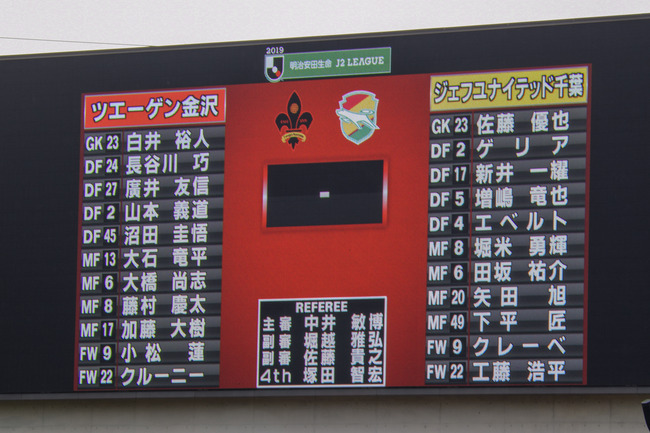 2019
明治安田生命 J2 LEAGUE
ツエーゲン金沢
GK 23 白井 裕人
DF 24 長谷川 巧
DF 27 廣井 友信
DF 2 山本 義道
DF 45 沼田 圭悟
MF 13 大石 竜平
MF 6 大橋 尚志
MF 8 藤村 慶太
MF 17 加藤 大樹
FW 9 小松 蓮
FW 22 クルーニー
REFEREE
主審 中井 敏博
副審 堀越 雅弘
副審 佐藤 貴之
4th 塚田 智宏
ジェフユナイテッド千葉
GK 23 佐藤 優也
DF 2 ゲリア
DF 17 新井 一耀
DF 5 増嶋 竜也
DF 4 エベルト
MF 8 堀米 勇輝
MF 6 田坂 祐介
MF 20 矢田 旭
MF 49 下平 匠
FW 9 クレーベ
FW 22 工藤 浩平